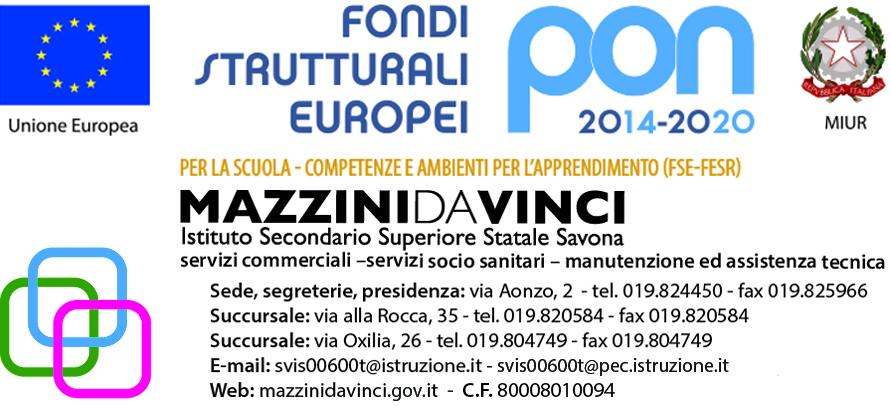 FONDI
STRUTTURALI
EUROPEI
pon
2014-2020
Unione Europea
REPVBBLICA ITALIANA
MIUR
PER LA SCUOLA - COMPETENZE E AMBIENTI PER L'APPRENDIMENTO (FSE-FESR)
MAZZINIDAVINCI
Istituto Secondario Superiore Statale Savona
servizi commerciali –servizi socio sanitari – manutenzione ed assistenza tecnica
Sede, segreterie, presidenza: via Aonzo, 2 - tel. 019.824450 - fax 019.825966
Succursale: via alla Rocca, 35 - tel. 019.820584 - fax 019.820584
Succursale: via Oxilia, 26 - tel. 019.804749 - fax 019.804749
E-mail: svis00600t@istruzione.it - svis00600t@pec.istruzione.it
Web: mazzinidavinci.gov.it - C.F. 80008010094